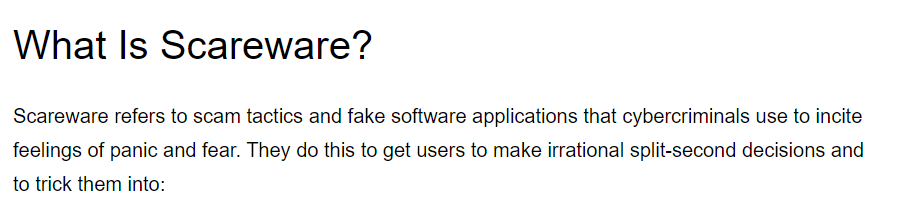 What Is Scareware?
Scareware refers to scam tactics and fake software applications that cybercriminals use to incite
feelings of panic and fear. They do this to get users to make irrational split-second decisions and
to trick them into: